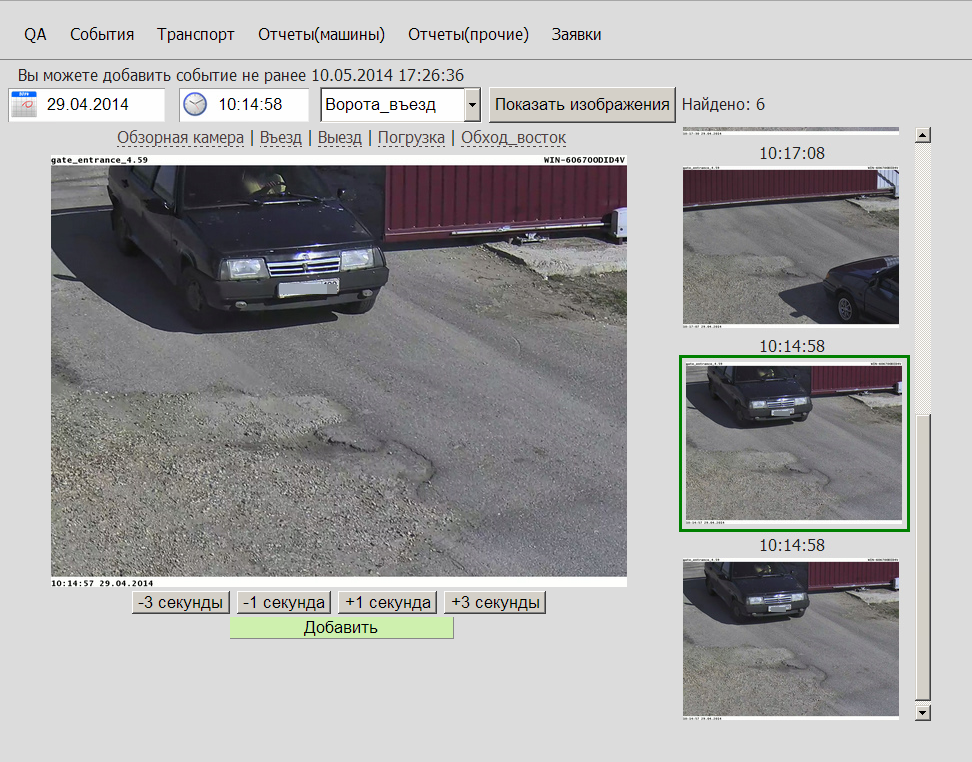 QA События Транспорт Отчеты(машины) Отчеты(прочие) Заявки
Вы можете добавить событие не ранее 10.05.2014 17:26:36
29.04.2014 10:14:58 Ворота_въезд Показать изображения Найдено: 6
Обзорная камера | Въезд | Выезд | Погрузка | Обход_восток
gate_entrance_4.59 WIN-6O67OODID4V
10:14:57 29.04.2014
-3 секунды -1 секунда +1 секунда +3 секунды
Добавить
10:17:08
10:14:58
10:14:58